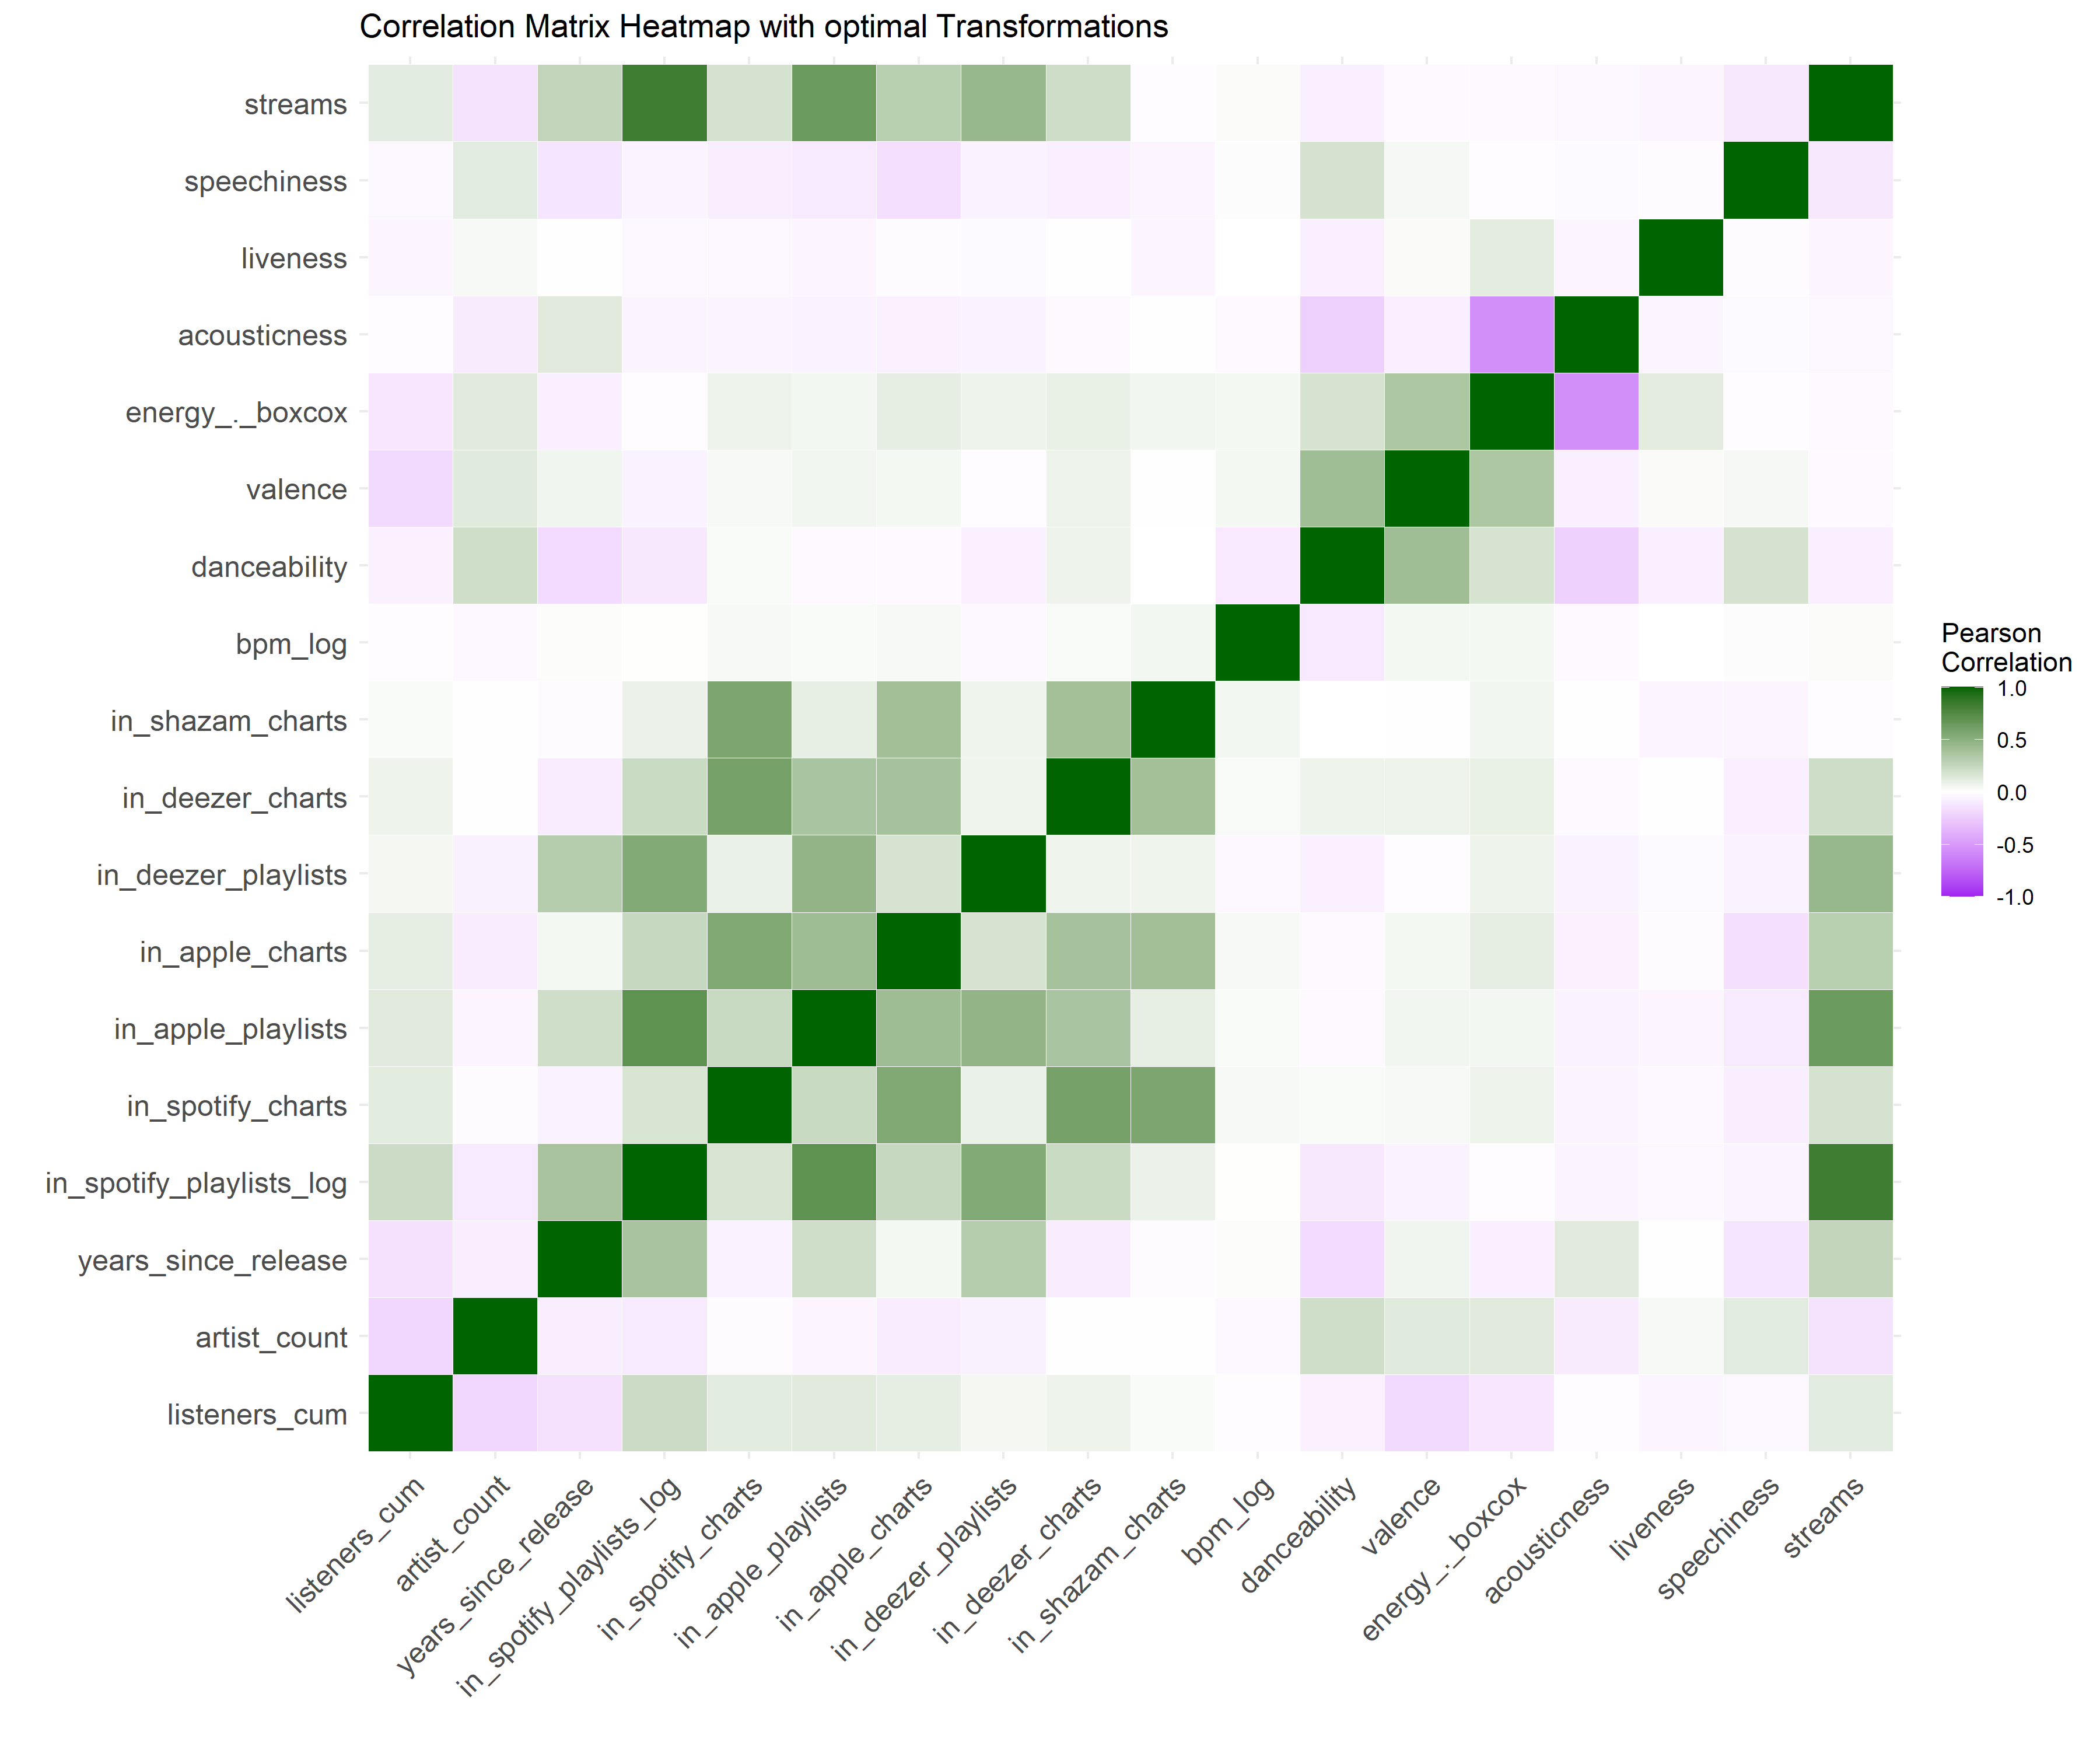 Correlation Matrix Heatmap with optimal Transformations
streams
speechiness
liveness
acousticness
energy_._boxcox
valence
danceability
bpm_log
in_shazam_charts
in_deezer_charts
in_deezer_playlists
in_apple_charts
in_apple_playlists
in_spotify_charts
in_spotify_playlists_log
years_since_release
artist_count
listeners_cum
listeners_cum
artist_count
years_since_release
in_spotify_playlists_log
in_spotify_charts
in_apple_playlists
in_apple_charts
in_deezer_playlists
in_deezer_charts
in_shazam_charts
bpm_log
danceability
valence
energy_._boxcox
acousticness
liveness
speechiness
streams
Pearson
Correlation
1.0
0.5
0.0
-0.5
-1.0